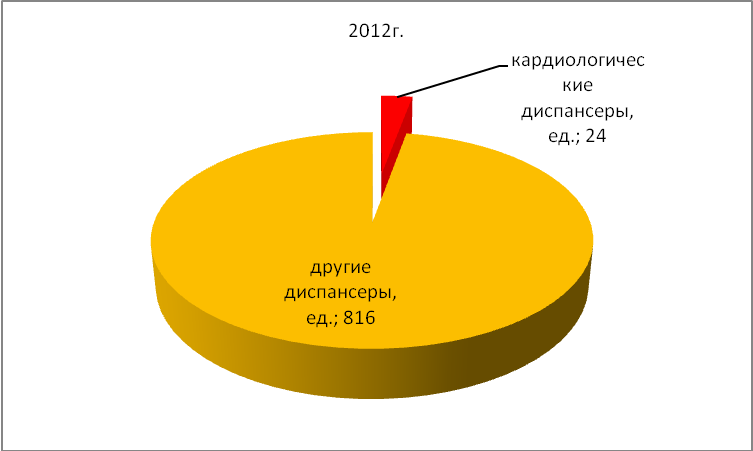 2012г.
кардиологичес
кие
диспансеры,
ед.; 24
другие
диспансеры,
ед.; 816